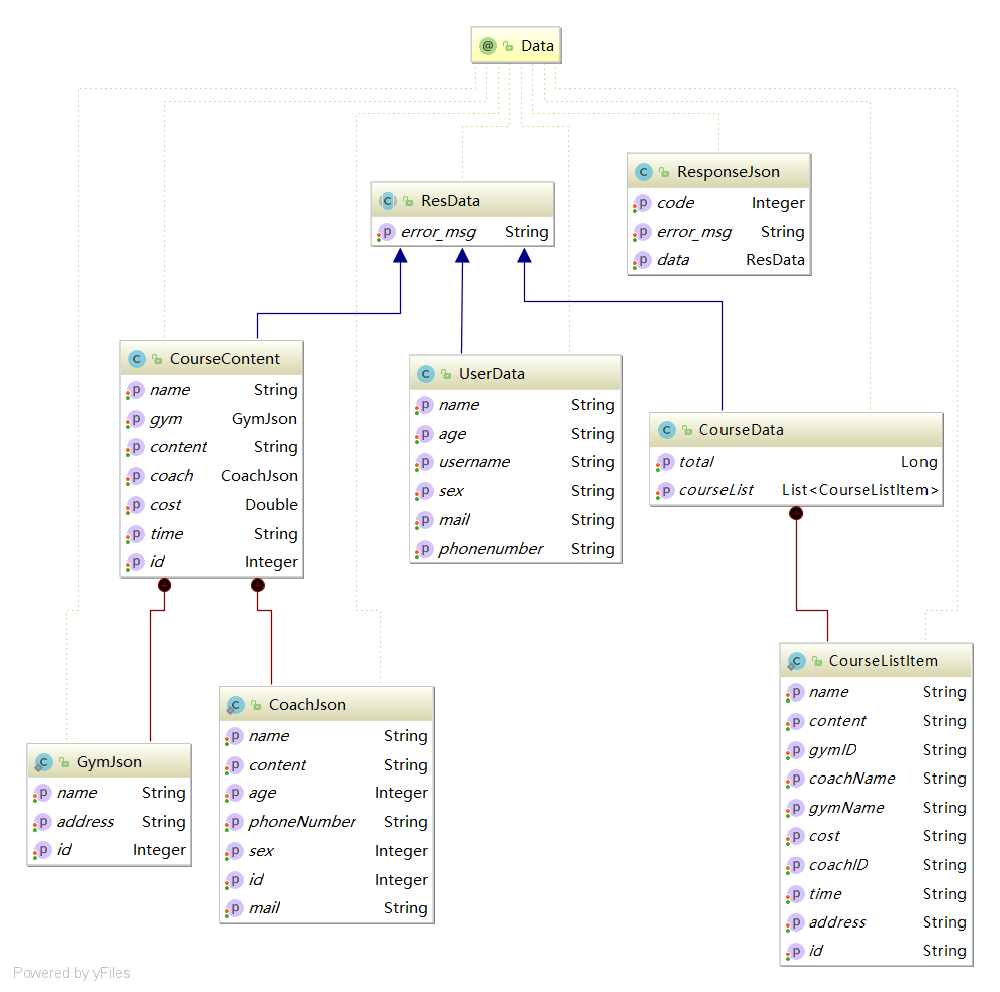 @ Data
C ResData
p error_msg String
C ResponseJson
p code Integer
p error_msg String
p data ResData
C CourseContent
p name String
p gym GymJson
p content String
p coach CoachJson
p cost Double
p time String
p id Integer
C UserData
p name String
p age String
p username String
p sex String
p mail String
p phonenumber String
C CourseData
p total Long
p courseList List<CourseListItem>
C GymJson
p name String
p address String
p id Integer
C CoachJson
p name String
p content String
p age Integer
p phoneNumber String
p sex Integer
p id Integer
p mail String
C CourseListItem
p name String
p content String
p gymID String
p coachName String
p gymName String
p cost String
p coachID String
p time String
p address String
p id String
Powered by yFiles